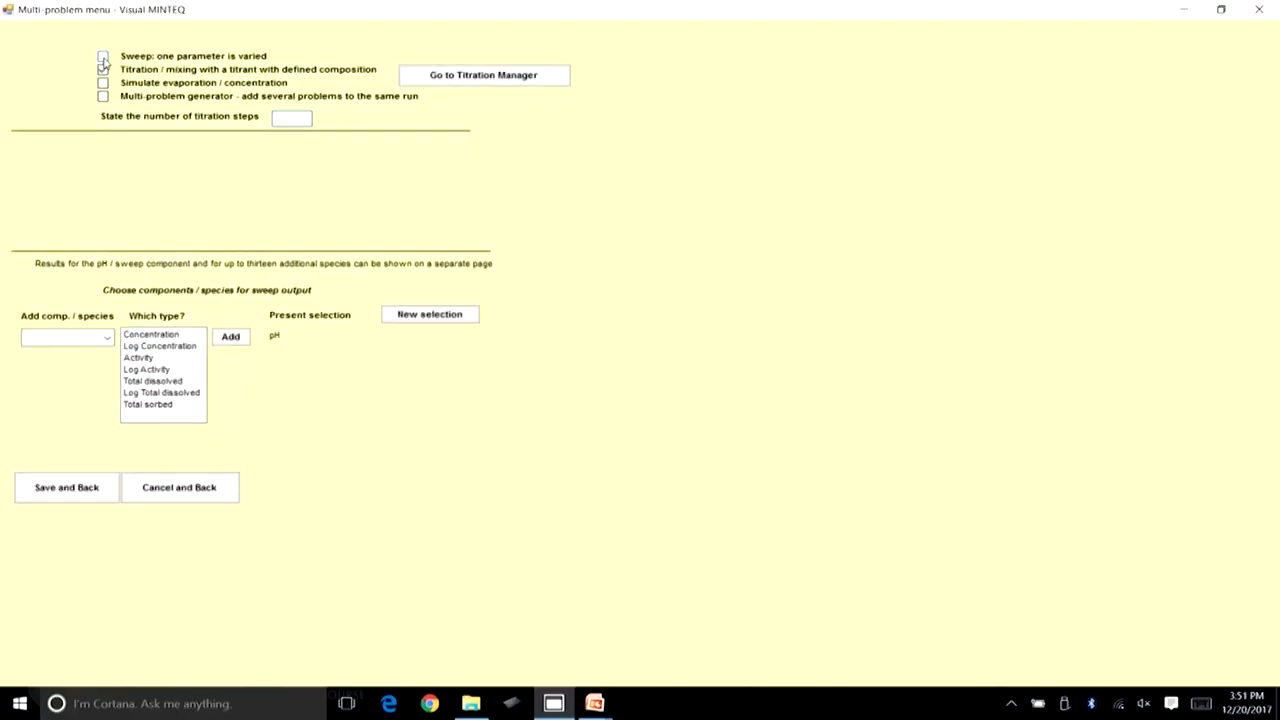 Multi-problem menu - Visual MINTEQ
Sweep: one parameter is varied
Titration / mixing with a titrant with defined composition
Go to Titration Manager
Simulate evaporation / concentration
Multi-problem generator - add several problems to the same run
State the number of titration steps
Results for the pH / sweep component and for up to thirteen additional species can be shown on a separate page
Choose components / species for sweep output
Add comp. / species Which type? Present selection New selection
Add pH
Concentration
Log Concentration
Activity
Log Activity
Total dissolved
Log Total dissolved
Total sorbed
Save and Back Cancel and Back
I'm Cortana. Ask me anything.
3:51 PM
12/20/2017